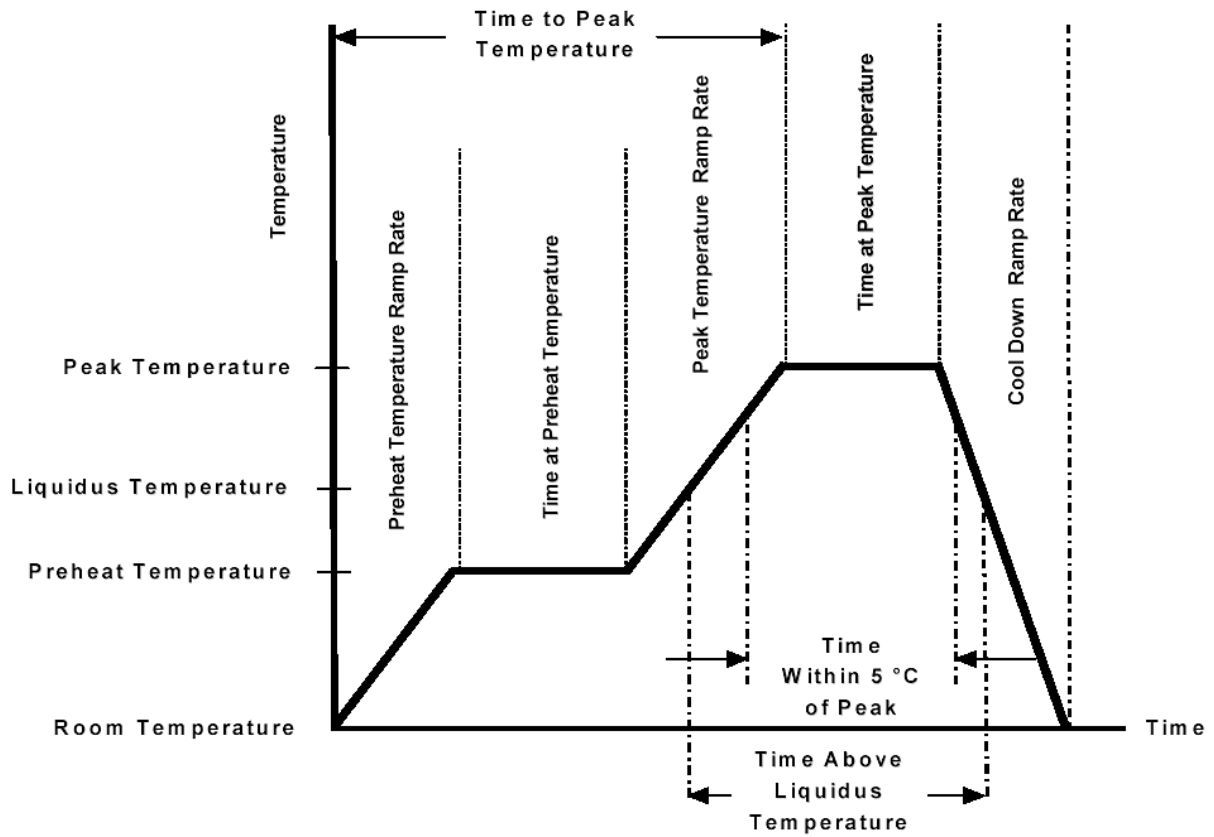 Time to Peak
Temperature
Temperature
Preheat Temperature Ramp Rate
Time at Preheat Temperature
Peak Temperature Ramp Rate
Time at Peak Temperature
Cool Down Ramp Rate
Peak Temperature
Liquidus Temperature
Preheat Temperature
Room Temperature
Time
Within 5 °C
of Peak
Time
Time Above
Liquidus
Temperature